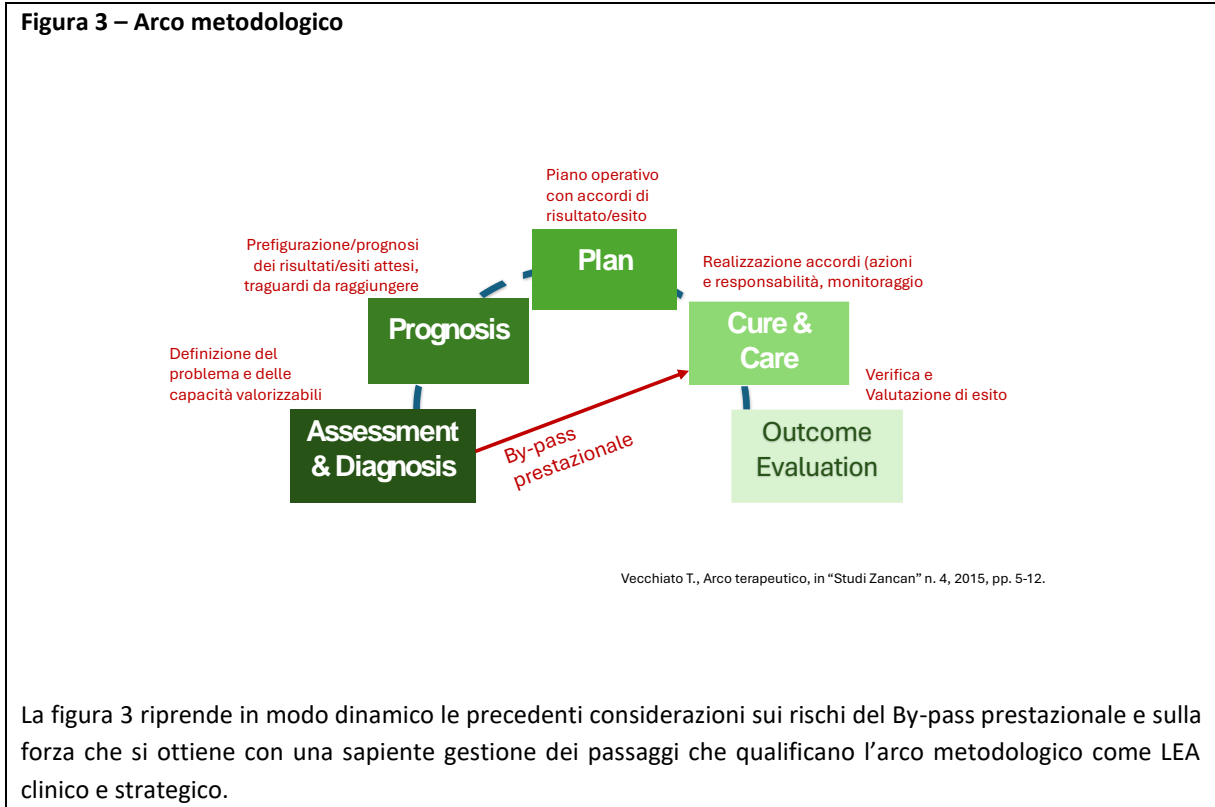 Figura 3 – Arco metodologico
Piano operativo
con accordi di
risultato/esito
Plan
Prefigurazione/prognosi
dei risultati/esiti attesi,
traguardi da raggiungere
Prognosis
Realizzazione accordi (azioni
e responsabilità, monitoraggio
Cure &
Care
Definizione del
problema e delle
capacità valorizzabili
Assessment
& Diagnosis
By-pass
prestazionale
Verifica e
Valutazione di esito
Outcome
Evaluation
Vecchiato T., Arco terapeutico, in “Studi Zancan” n. 4, 2015, pp. 5-12.
La figura 3 riprende in modo dinamico le precedenti considerazioni sui rischi del By-pass prestazionale e sulla
forza che si ottiene con una sapiente gestione dei passaggi che qualificano l’arco metodologico come LEA
clinico e strategico.